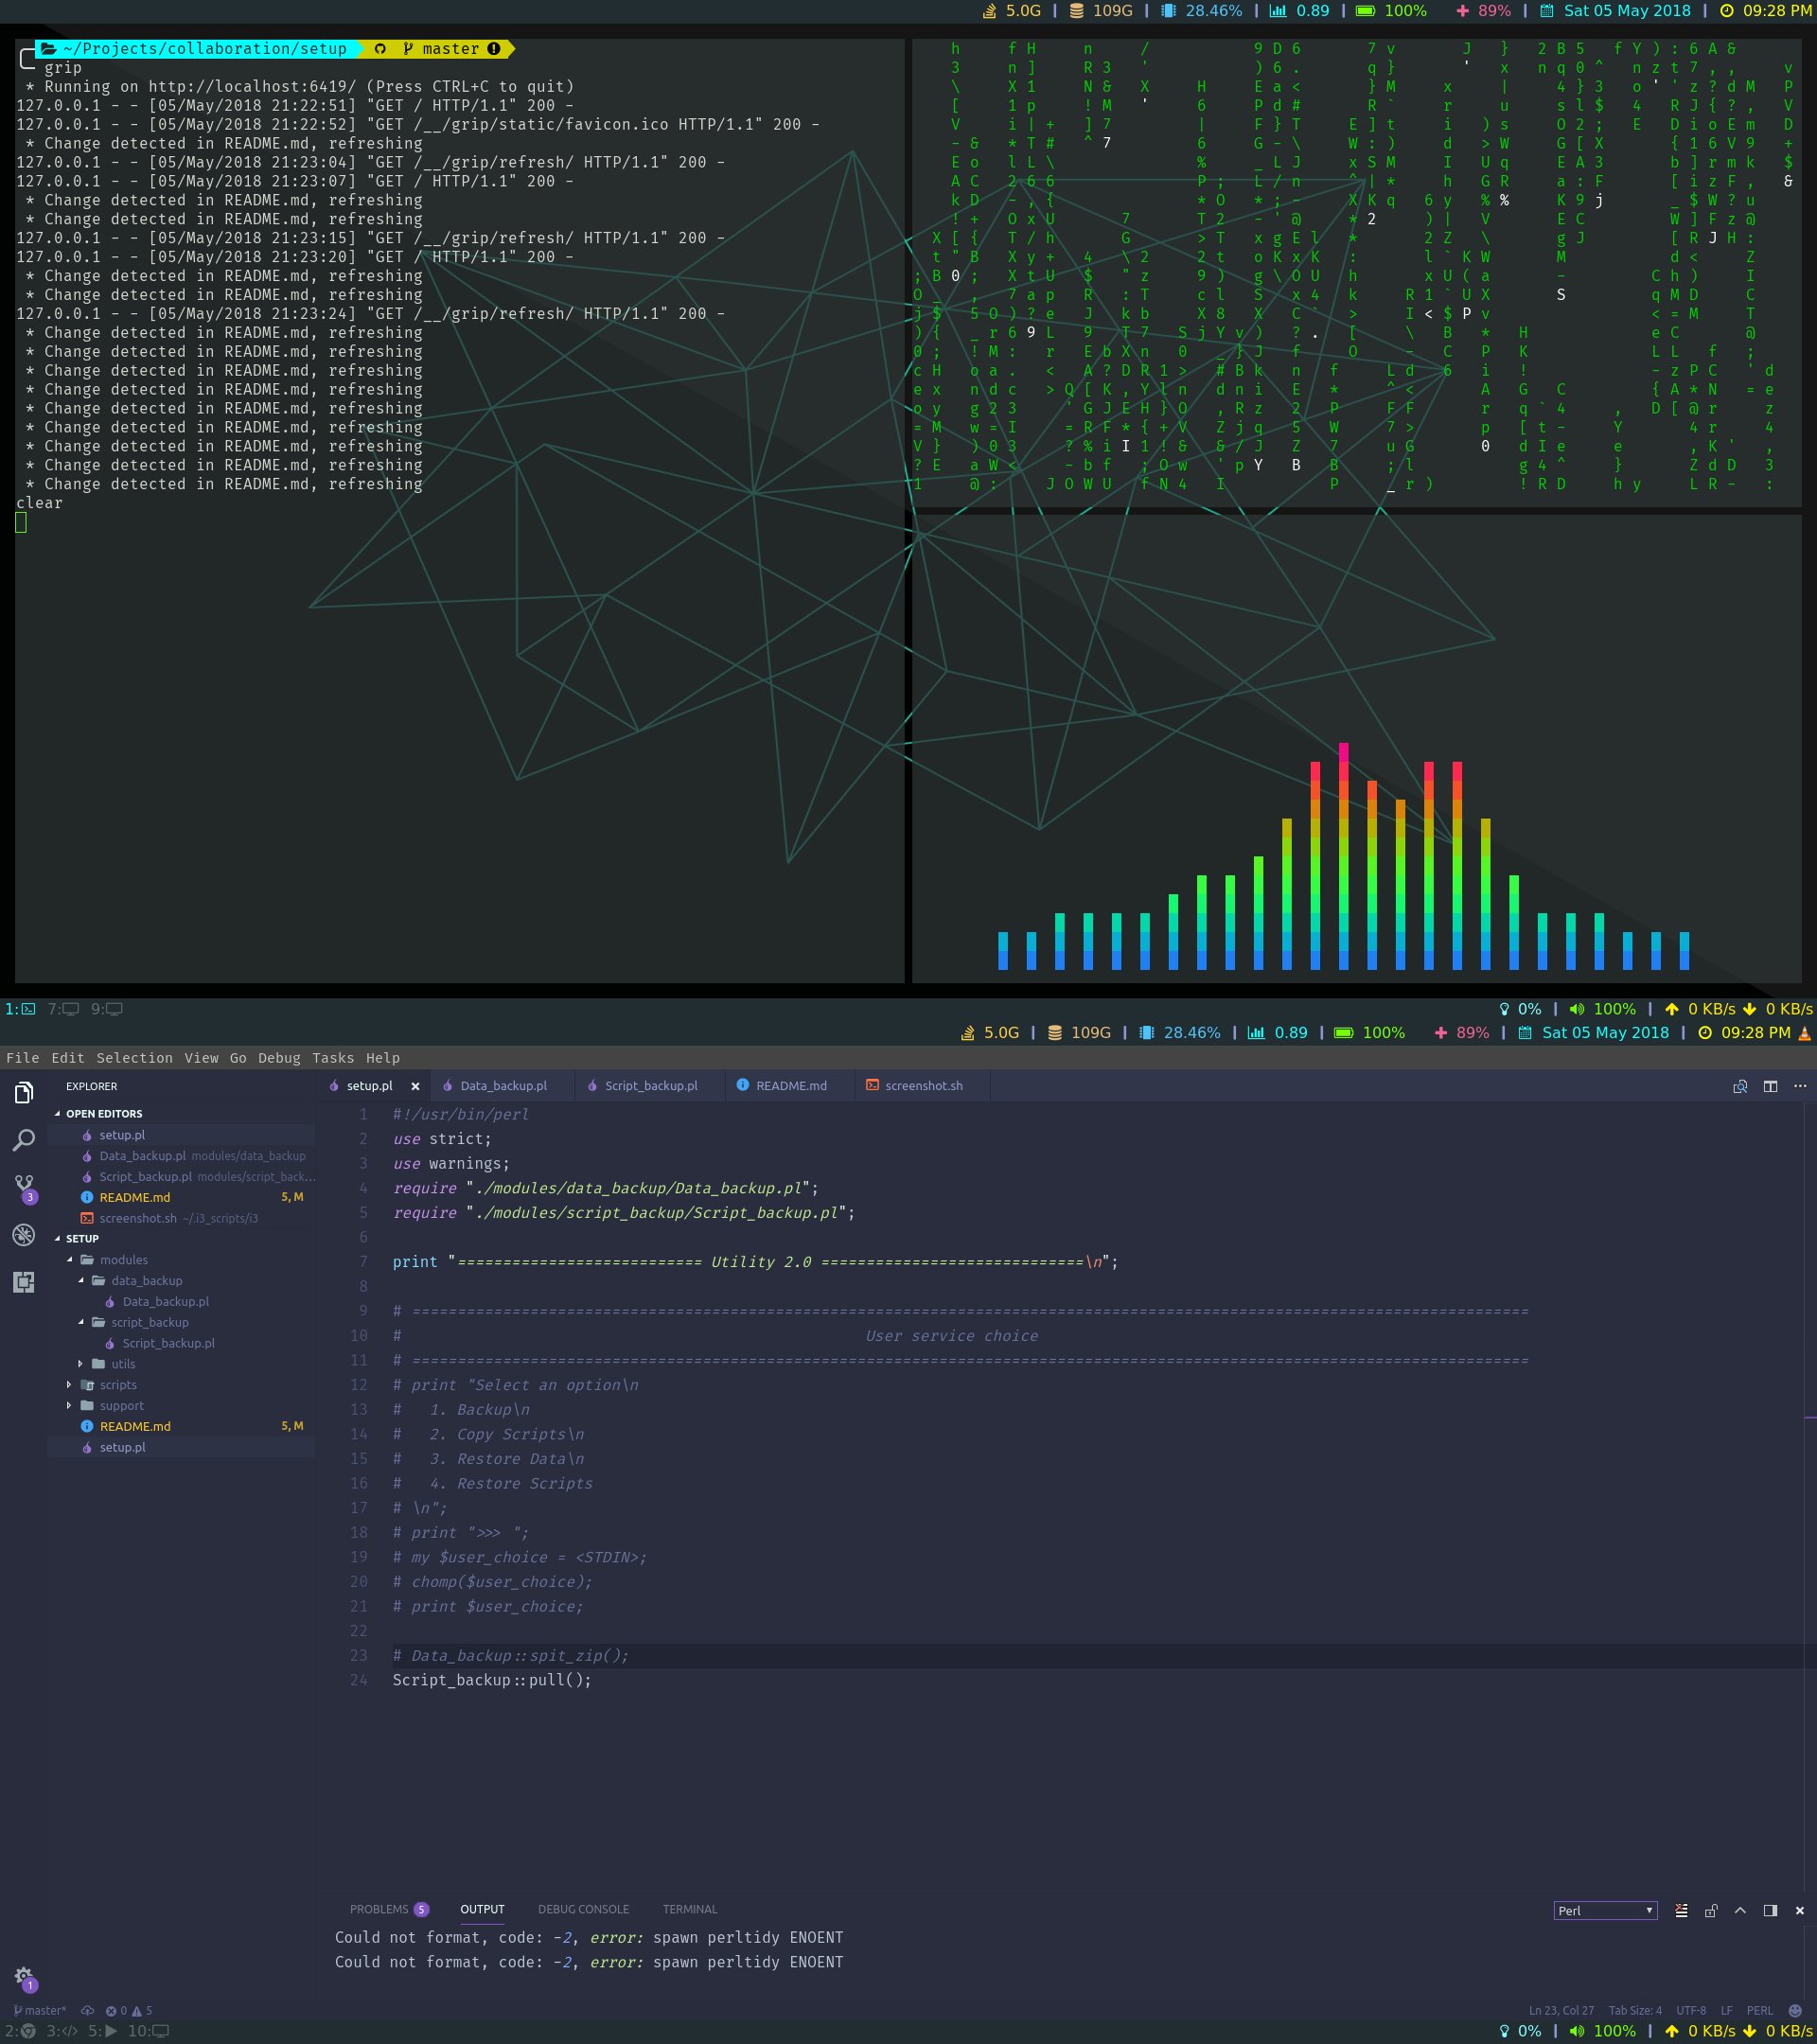 5.0G | 109G | 28.46% | 0.89 | 100% 89% | Sat 05 May 2018 | 09:28 PM
~/Projects/collaboration/setup master
grip
* Running on http://localhost:6419/ (Press CTRL+C to quit)
127.0.0.1 - - [05/May/2018 21:22:51] "GET / HTTP/1.1" 200 -
127.0.0.1 - - [05/May/2018 21:22:52] "GET /__/grip/static/favicon.ico HTTP/1.1" 200 -
* Change detected in README.md, refreshing
127.0.0.1 - - [05/May/2018 21:23:04] "GET /__/grip/refresh/ HTTP/1.1" 200 -
127.0.0.1 - - [05/May/2018 21:23:07] "GET / HTTP/1.1" 200 -
* Change detected in README.md, refreshing
* Change detected in README.md, refreshing
127.0.0.1 - - [05/May/2018 21:23:15] "GET /__/grip/refresh/ HTTP/1.1" 200 -
127.0.0.1 - - [05/May/2018 21:23:20] "GET / HTTP/1.1" 200 -
* Change detected in README.md, refreshing
* Change detected in README.md, refreshing
127.0.0.1 - - [05/May/2018 21:23:24] "GET /__/grip/refresh/ HTTP/1.1" 200 -
* Change detected in README.md, refreshing
* Change detected in README.md, refreshing
* Change detected in README.md, refreshing
* Change detected in README.md, refreshing
* Change detected in README.md, refreshing
* Change detected in README.md, refreshing
* Change detected in README.md, refreshing
* Change detected in README.md, refreshing
* Change detected in README.md, refreshing
clear
1: 7: 9: 0% | 100% | 0 KB/s 0 KB/s
5.0G | 109G | 28.46% | 0.89 | 100% 89% | Sat 05 May 2018 | 09:28 PM
File Edit Selection View Go Debug Tasks Help
EXPLORER
OPEN EDITORS
setup.pl
Data_backup.pl modules/data_backup
Script_backup.pl modules/script_back...
README.md 5, M
screenshot.sh ~/.i3_scripts/i3
SETUP
modules
data_backup
Data_backup.pl
script_backup
Script_backup.pl
utils
scripts
support
README.md 5, M
setup.pl
3
1
setup.pl × Data_backup.pl Script_backup.pl README.md screenshot.sh
1 #!/usr/bin/perl
2 use strict;
3 use warnings;
4 require "./modules/data_backup/Data_backup.pl";
5 require "./modules/script_backup/Script_backup.pl";
6
7 print "=========================== Utility 2.0 =============================\n";
8
9 # ===========================================================================================================================
10 # User service choice
11 # ===========================================================================================================================
12 # print "Select an option\n
13 # 1. Backup\n
14 # 2. Copy Scripts\n
15 # 3. Restore Data\n
16 # 4. Restore Scripts
17 # \n";
18 # print ">>> ";
19 # my $user_choice = <STDIN>;
20 # chomp($user_choice);
21 # print $user_choice;
22
23 # Data_backup::spit_zip();
24 Script_backup::pull();
PROBLEMS 5 OUTPUT DEBUG CONSOLE TERMINAL Perl
Could not format, code: -2, error: spawn perltidy ENOENT
Could not format, code: -2, error: spawn perltidy ENOENT
master* 0 5 Ln 23, Col 27 Tab Size: 4 UTF-8 LF PERL
2: 3: 5: 10: 0% | 100% | 0 KB/s 0 KB/s